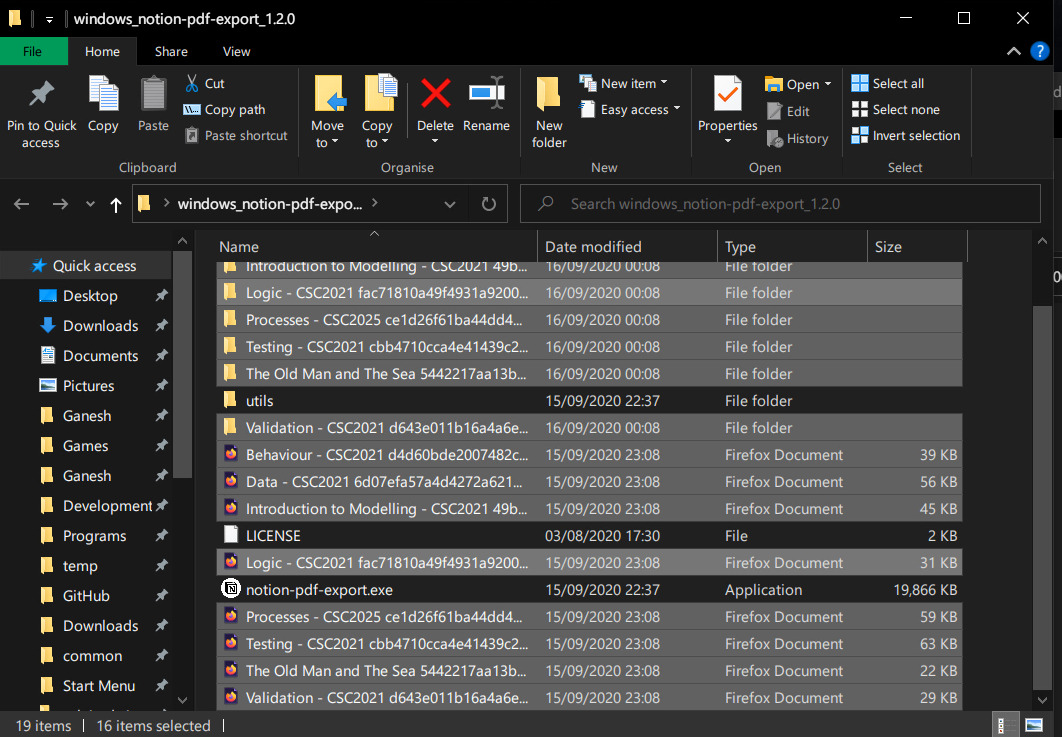 windows_notion-pdf-export_1.2.0
File Home Share View
Pin to Quick access
Copy
Paste
Cut
Copy path
Paste shortcut
Move to
Copy to
Delete
Rename
New folder
New item
Easy access
Properties
Open
Edit
History
Select all
Select none
Invert selection
Clipboard Organise New Open Select
windows_notion-pdf-expo...
Search windows_notion-pdf-export_1.2.0
Quick access
Desktop
Downloads
Documents
Pictures
Ganesh
Games
Ganesh
Development
Programs
temp
GitHub
Downloads
common
Start Menu
Name Date modified Type Size
Introduction to Modelling - CSC2021 49b... 16/09/2020 00:08 File folder
Logic - CSC2021 fac71810a49f4931a9200... 16/09/2020 00:08 File folder
Processes - CSC2025 ce1d26f61ba44dd4... 16/09/2020 00:08 File folder
Testing - CSC2021 cbb4710cca4e41439c2... 16/09/2020 00:08 File folder
The Old Man and The Sea 5442217aa13b... 16/09/2020 00:08 File folder
utils 15/09/2020 22:37 File folder
Validation - CSC2021 d643e011b16a4a6e... 16/09/2020 00:08 File folder
Behaviour - CSC2021 d4d60bde2007482c... 15/09/2020 23:08 Firefox Document 39 KB
Data - CSC2021 6d07efa57a4d4272a621... 15/09/2020 23:08 Firefox Document 56 KB
Introduction to Modelling - CSC2021 49b... 15/09/2020 23:08 Firefox Document 45 KB
LICENSE 03/08/2020 17:30 File 2 KB
Logic - CSC2021 fac71810a49f4931a9200... 15/09/2020 23:08 Firefox Document 31 KB
notion-pdf-export.exe 15/09/2020 22:37 Application 19,866 KB
Processes - CSC2025 ce1d26f61ba44dd4... 15/09/2020 23:08 Firefox Document 59 KB
Testing - CSC2021 cbb4710cca4e41439c2... 15/09/2020 23:08 Firefox Document 63 KB
The Old Man and The Sea 5442217aa13b... 15/09/2020 23:08 Firefox Document 22 KB
Validation - CSC2021 d643e011b16a4a6e... 15/09/2020 23:08 Firefox Document 29 KB
19 items 16 items selected